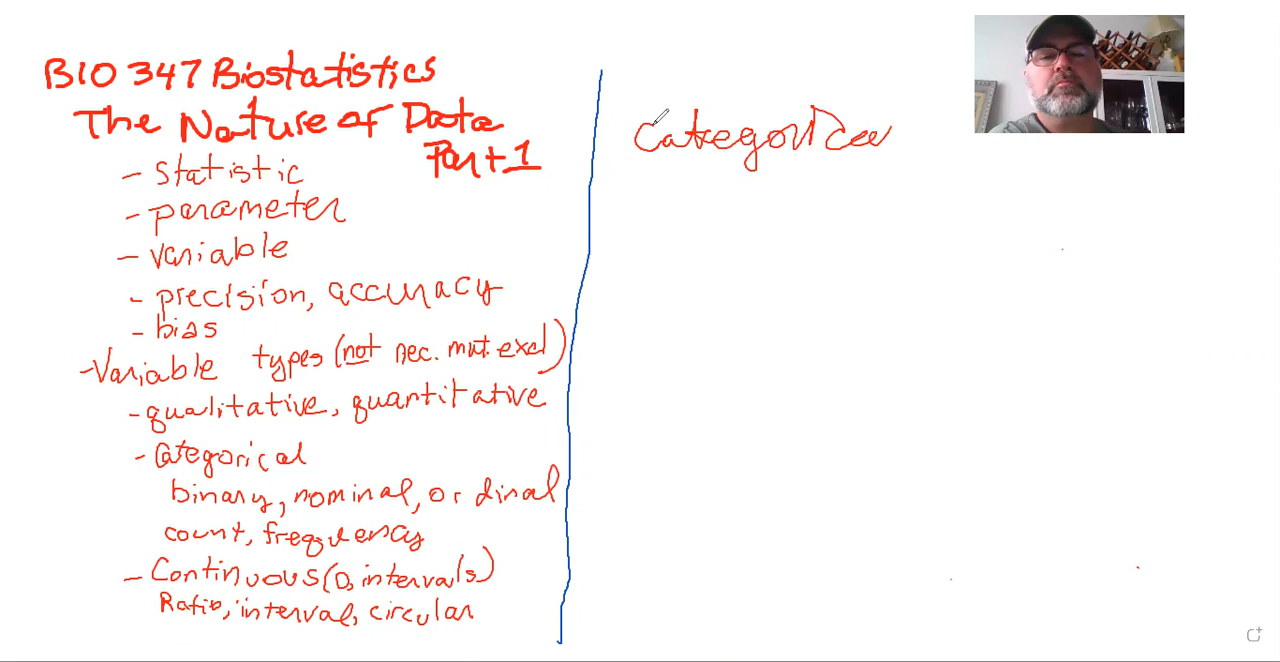 BIO 347 Biostatistics
The Nature of Data
Part 1
- Statistic
- parameter
- variable
- precision, accuracy
- bias
- Variable types (not nec. mut. excl)
- qualitative, quantitative
- Categorical
binary, nominal, ordinal
count, frequency
- Continuous (0, intervals)
Ratio, interval, circular
Categorical